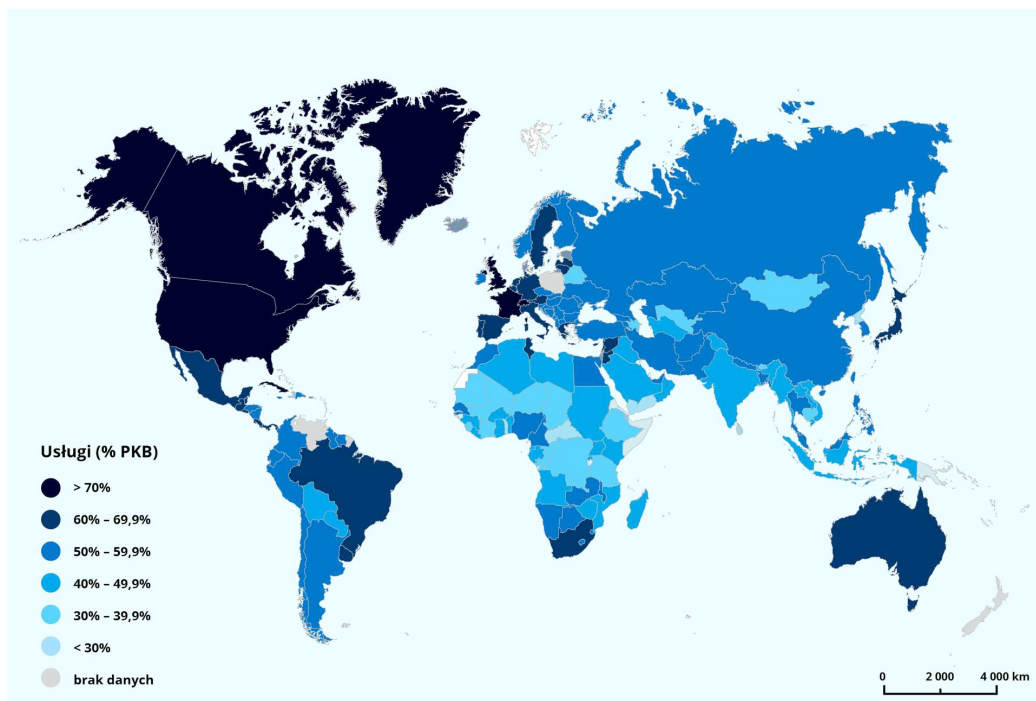 Usługi (% PKB)
> 70%
60% – 69,9%
50% – 59,9%
40% – 49,9%
30% – 39,9%
< 30%
brak danych
0 2 000 4 000 km